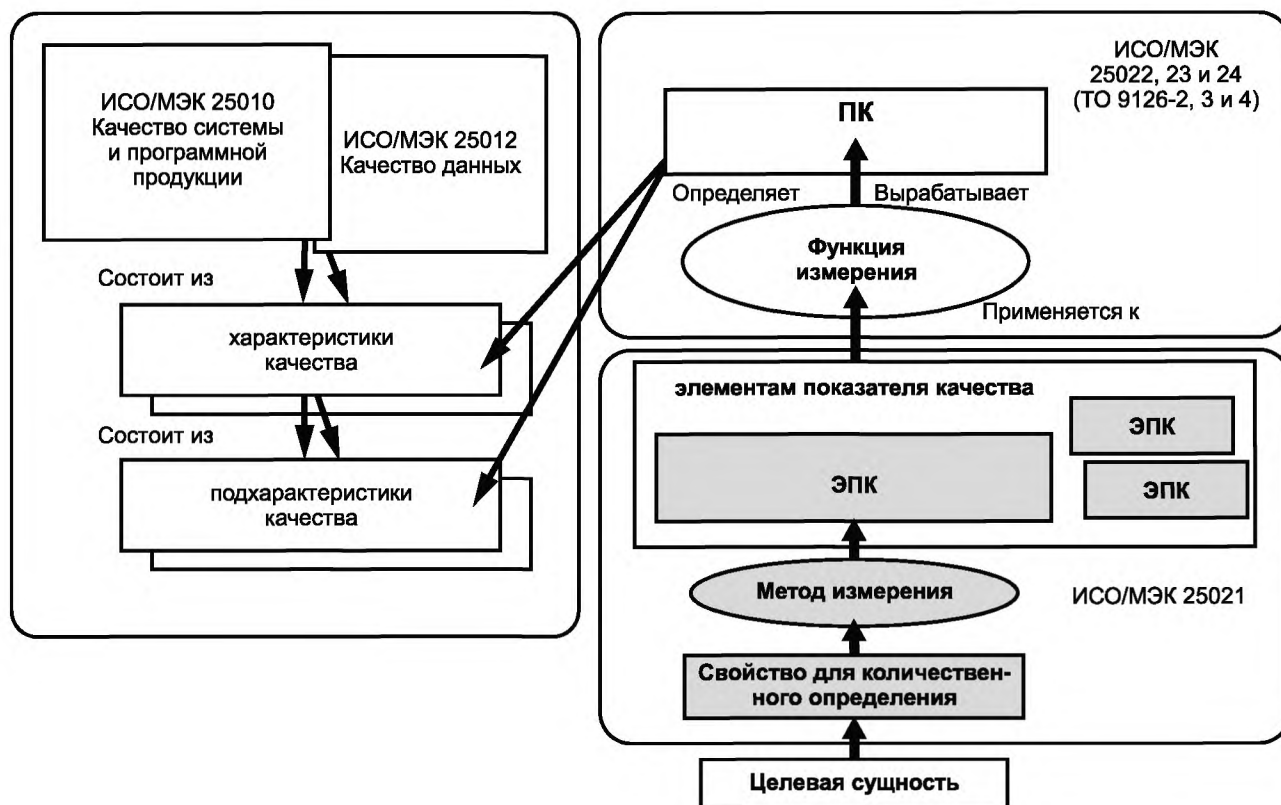 ИСО/МЭК 25010
Качество системы
и программной
продукции
ИСО/МЭК 25012
Качество данных
Состоит из
характеристики
качества
Состоит из
подхарактеристики
качества
ИСО/МЭК
25022, 23 и 24
(ТО 9126-2, 3 и 4)
ПК
Определяет
Вырабатывает
Функция
измерения
Применяется к
элементам показателя качества
ЭПК
ЭПК
ЭПК
Метод измерения
ИСО/МЭК 25021
Свойство для количествен-
ного определения
Целевая сущность